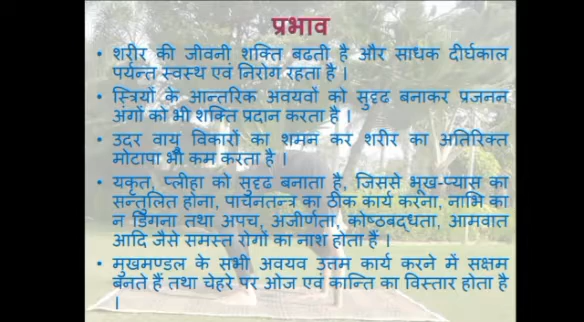 प्रभाव
• शरीर की जीवनी शक्ति बढती है और साधक दीर्घकाल
पर्यन्त स्वस्थ एवं निरोग रहता है ।
• स्त्रियों के आन्तरिक अवयवों को सुदृढ बनाकर प्रजनन
अंगों को भी शक्ति प्रदान करता है ।
• उदर वायु विकारों का शमन कर शरीर का अतिरिक्त
मोटापा भी कम करता है ।
• यकृत, प्लीहा को सुदृढ बनाता है, जिससे भूख-प्यास का
सन्तुलित होना, पाचनतन्त्र का ठीक कार्य करना, नाभि का
न डिगना तथा अपच, अजीर्णता, कोष्ठबद्धता, आमवात
आदि जैसे समस्त रोगों का नाश होता हैं ।
• मुखमण्डल के सभी अवयव उत्तम कार्य करने में सक्षम
बनते हैं तथा चेहरे पर ओज एवं कान्ति का विस्तार होता है
।